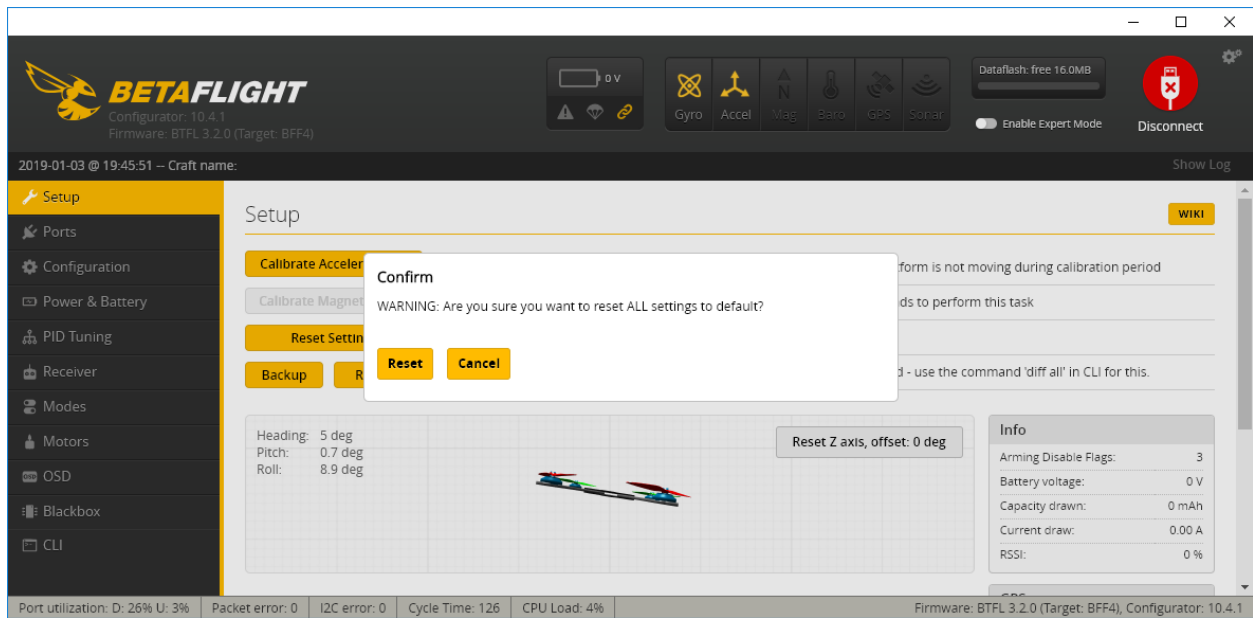 BETAFLIGHT
Configurator: 10.4.1
Firmware: BTFL 3.2.0 (Target: BFF4)
0 V
Gyro
Accel
Mag
Baro
GPS
Sonar
Dataflash: free 16.0MB
Enable Expert Mode
Disconnect
2019-01-03 @ 19:45:51 -- Craft name:
Show Log
Setup
Ports
Configuration
Power & Battery
PID Tuning
Receiver
Modes
Motors
OSD
Blackbox
CLI
Setup
WIKI
Calibrate Acceler
form is not moving during calibration period
Calibrate Magnet
ds to perform this task
Reset Settin
Backup
R
d - use the command 'diff all' in CLI for this.
Confirm
WARNING: Are you sure you want to reset ALL settings to default?
Reset
Cancel
Heading: 5 deg
Pitch: 0.7 deg
Roll: 8.9 deg
Reset Z axis, offset: 0 deg
Info
Arming Disable Flags: 3
Battery voltage: 0 V
Capacity drawn: 0 mAh
Current draw: 0.00 A
RSSI: 0 %
Port utilization: D: 26% U: 3%
Packet error: 0
I2C error: 0
Cycle Time: 126
CPU Load: 4%
Firmware: BTFL 3.2.0 (Target: BFF4), Configurator: 10.4.1